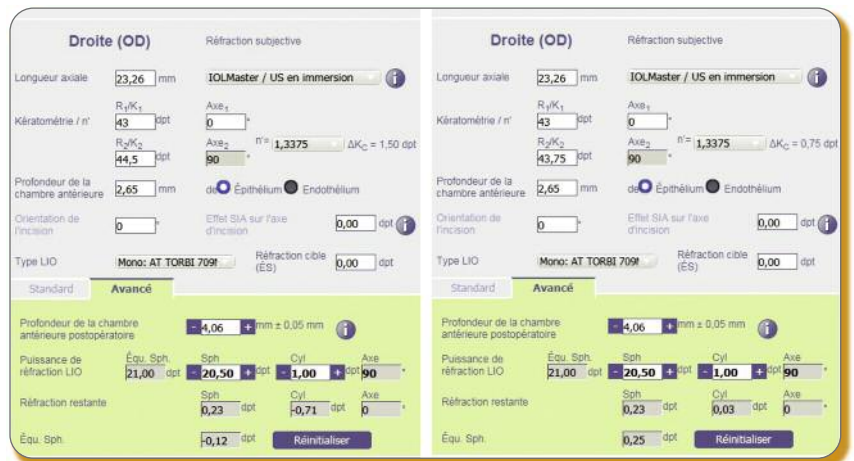 Droite (OD) Réfraction subjective
Longueur axiale 23,26 mm IOLMaster / US en immersion i
R₁/K₁ Axe₁
Kératométrie / n' 43 dpt 0 °
R₂/K₂ Axe₂ n'= 1,3375 ΔK_C = 1,50 dpt
44,5 dpt 90 °
Profondeur de la
chambre antérieure 2,65 mm de Épithélium Endothélium
Orientation de
l'incision 0 ° Effet SIA sur l'axe
d'incision 0,00 dpt i
Type LIO Mono: AT TORBI 709M Réfraction cible
(ÉS) 0,00 dpt
Standard Avancé
Profondeur de la chambre
antérieure postopératoire - 4,06 + mm ± 0,05 mm i
Équ. Sph. Sph Cyl Axe
Puissance de
réfraction LIO 21,00 dpt - 20,50 + dpt - 1,00 + dpt 90 °
Sph Cyl Axe
Réfraction restante 0,23 dpt -0,71 dpt 0 °
Équ. Sph. -0,12 dpt Réinitialiser
Droite (OD) Réfraction subjective
Longueur axiale 23,26 mm IOLMaster / US en immersion i
R₁/K₁ Axe₁
Kératométrie / n' 43 dpt 0 °
R₂/K₂ Axe₂ n'= 1,3375 ΔK_C = 0,75 dpt
43,75 dpt 90 °
Profondeur de la
chambre antérieure 2,65 mm de Épithélium Endothélium
Orientation de
l'incision 0 ° Effet SIA sur l'axe
d'incision 0,00 dpt i
Type LIO Mono: AT TORBI 709M Réfraction cible
(ÉS) 0,00 dpt
Standard Avancé
Profondeur de la chambre
antérieure postopératoire - 4,06 + mm ± 0,05 mm i
Équ. Sph. Sph Cyl Axe
Puissance de
réfraction LIO 21,00 dpt - 20,50 + dpt - 1,00 + dpt 90 °
Sph Cyl Axe
Réfraction restante 0,23 dpt 0,03 dpt 0 °
Équ. Sph. 0,25 dpt Réinitialiser